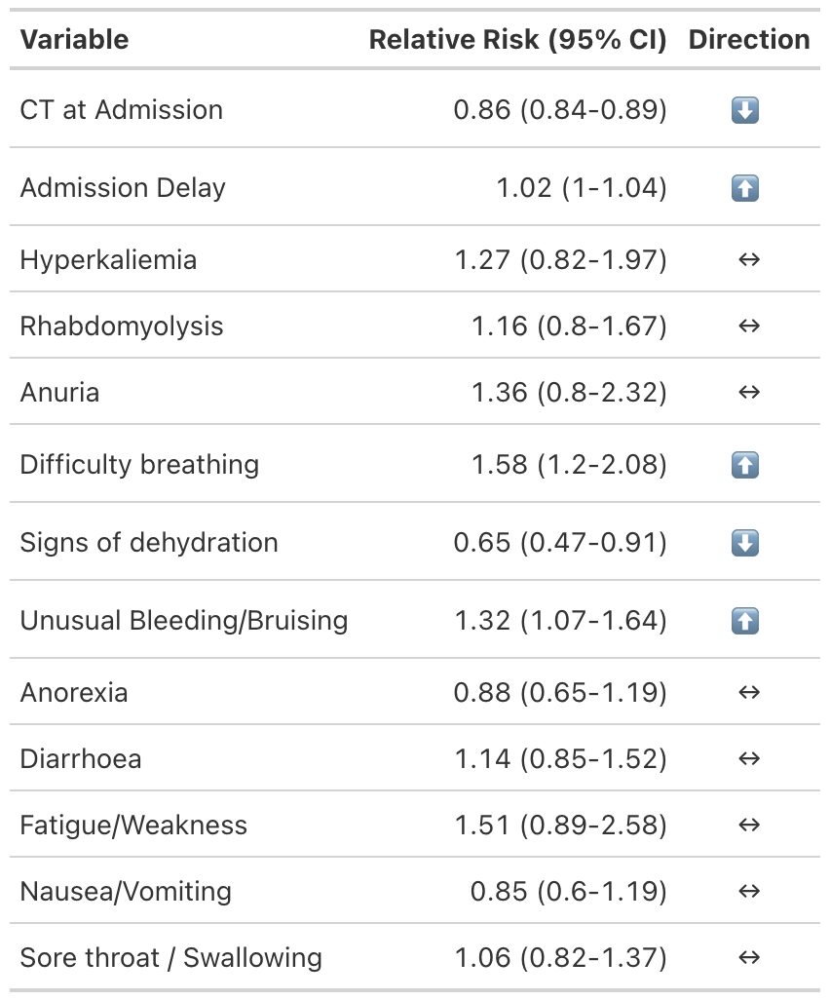 Variable Relative Risk (95% CI) Direction
CT at Admission 0.86 (0.84-0.89) ⬇️
Admission Delay 1.02 (1-1.04) ⬆️
Hyperkaliemia 1.27 (0.82-1.97) ↔
Rhabdomyolysis 1.16 (0.8-1.67) ↔
Anuria 1.36 (0.8-2.32) ↔
Difficulty breathing 1.58 (1.2-2.08) ⬆️
Signs of dehydration 0.65 (0.47-0.91) ⬇️
Unusual Bleeding/Bruising 1.32 (1.07-1.64) ⬆️
Anorexia 0.88 (0.65-1.19) ↔
Diarrhoea 1.14 (0.85-1.52) ↔
Fatigue/Weakness 1.51 (0.89-2.58) ↔
Nausea/Vomiting 0.85 (0.6-1.19) ↔
Sore throat / Swallowing 1.06 (0.82-1.37) ↔